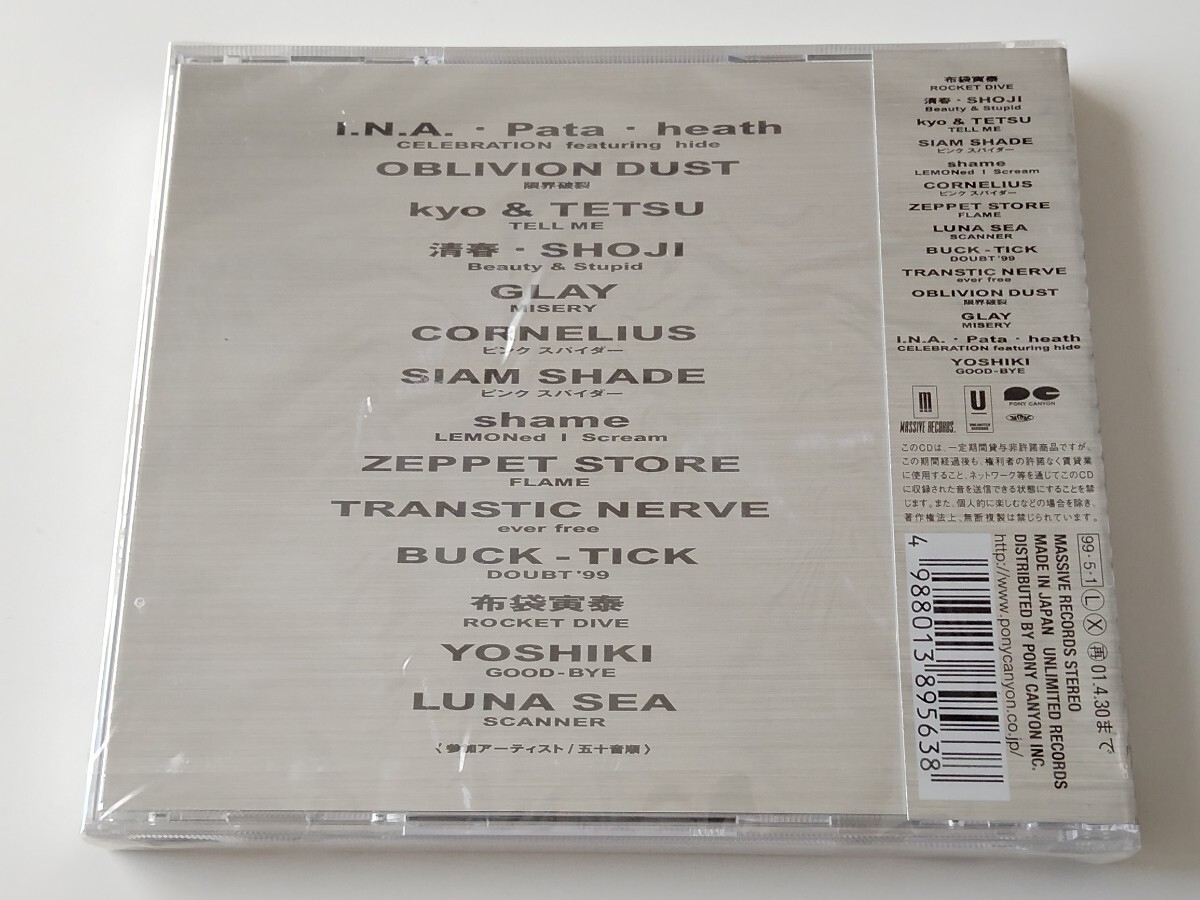 I.N.A.・Pata・heath
CELEBRATION featuring hide
OBLIVION DUST
限界破裂
kyo & TETSU
TELL ME
清春・SHOJI
Beauty & Stupid
GLAY
MISERY
CORNELIUS
ピンク スパイダー
SIAM SHADE
ピンク スパイダー
shame
LEMONed I Scream
ZEPPET STORE
FLAME
TRANSTIC NERVE
ever free
BUCK-TICK
DOUBT'99
布袋寅泰
ROCKET DIVE
YOSHIKI
GOOD-BYE
LUNA SEA
SCANNER
〈参加アーティスト/五十音順〉
布袋寅泰
ROCKET DIVE
清春・SHOJI
Beauty & Stupid
kyo & TETSU
TELL ME
SIAM SHADE
ピンク スパイダー
shame
LEMONed I Scream
CORNELIUS
ピンク スパイダー
ZEPPET STORE
FLAME
LUNA SEA
SCANNER
BUCK-TICK
DOUBT'99
TRANSTIC NERVE
ever free
OBLIVION DUST
限界破裂
GLAY
MISERY
I.N.A.・Pata・heath
CELEBRATION featuring hide
YOSHIKI
GOOD-BYE
m
MASSIVE RECORDS.
U
UNLIMITED RECORDS
PC
PONY CANYON
このCDは、一定期間貸与非許諾商品ですが、
この期間経過後も、権利者の許諾なく賃貸業
に使用すること、ネットワーク等を通じてこのCD
に収録された音を送信できる状態にすることを禁
じます。また、個人的に楽しむなどの場合を除き、
著作権法上、無断複製は禁じられています。
99・5・1 L X 再 01.4.30まで
MASSIVE RECORDS STEREO
MADE IN JAPAN UNLIMITED RECORDS
DISTRIBUTED BY PONY CANYON INC.
http://www.ponycanyon.co.jp/
4 988013 895638